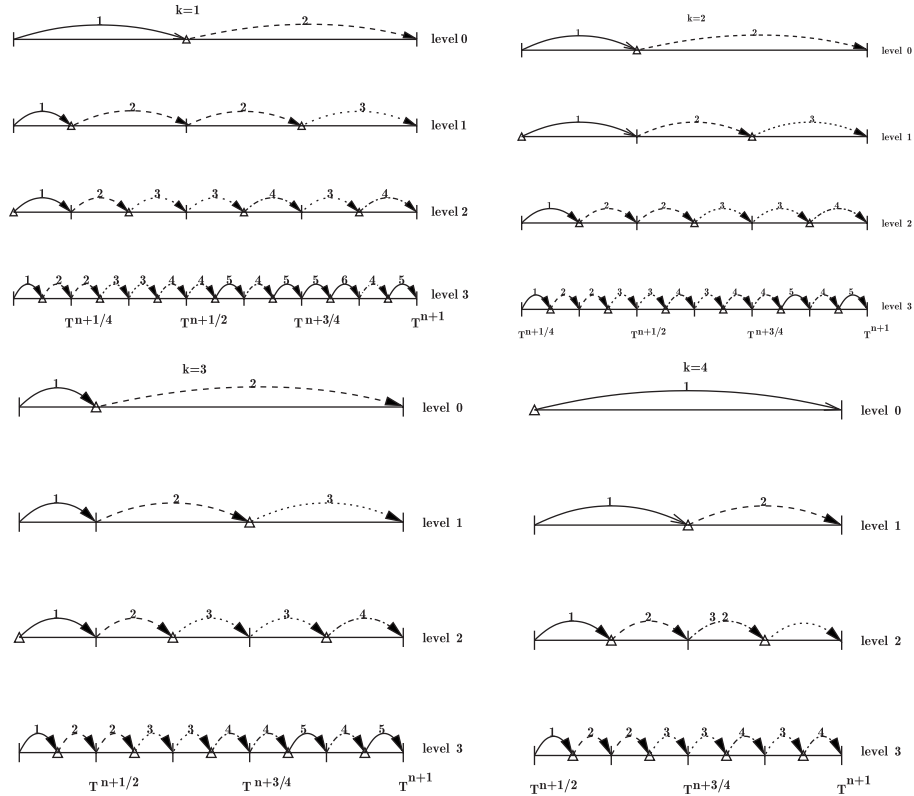 k=1
1 2 level 0
1 2 2 3 level 1
1 2 3 3 4 3 4 level 2
1 2 2 3 3 4 4 5 4 5 5 6 4 5 level 3
T^n+1/4 T^n+1/2 T^n+3/4 T^n+1
k=2
1 2 level 0
1 2 3 level 1
1 2 2 3 3 4 level 2
1 2 2 3 3 4 3 4 4 5 4 5 level 3
T^n+1/4 T^n+1/2 T^n+3/4 T^n+1
k=3
1 2 level 0
1 2 3 level 1
1 2 3 3 4 level 2
1 2 2 3 3 4 4 5 4 5 level 3
T^n+1/2 T^n+3/4 T^n+1
k=4
1 level 0
1 2 level 1
1 2 3 2 level 2
1 2 2 3 3 4 3 4 level 3
T^n+1/2 T^n+3/4 T^n+1